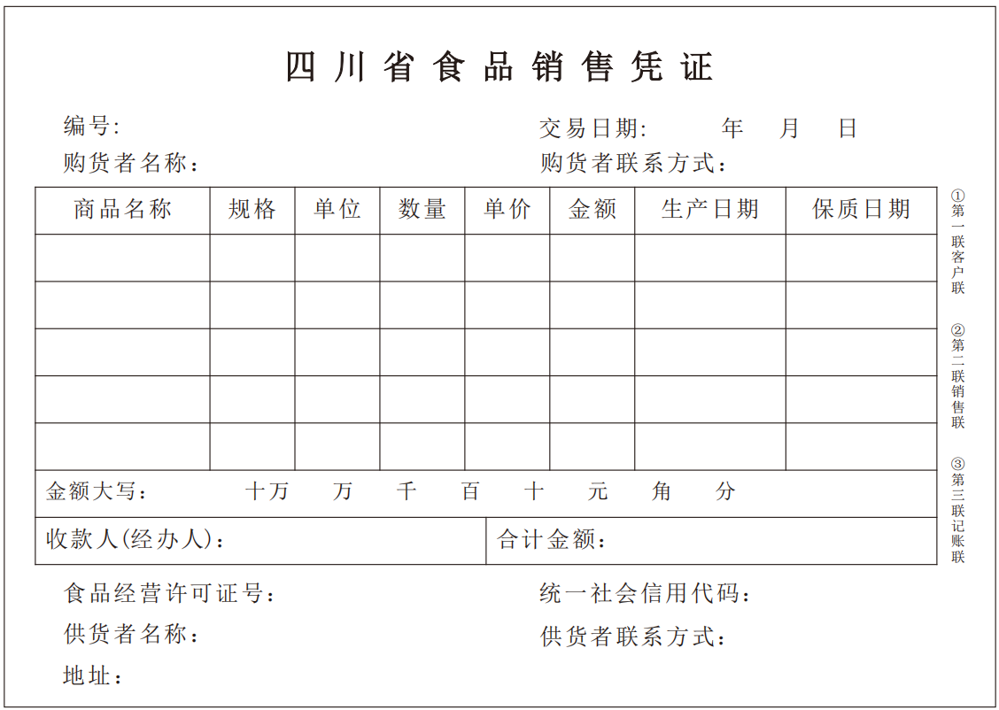 四川省食品销售凭证
编号:
交易日期: 年 月 日
购货者名称：
购货者联系方式：
商品名称 规格 单位 数量 单价 金额 生产日期 保质日期
金额大写： 十万 万 千 百 十 元 角 分
收款人(经办人)：
合计金额：
食品经营许可证号：
统一社会信用代码：
供货者名称：
供货者联系方式：
地址：
①第一联客户联
②第二联销售联
③第三联记账联